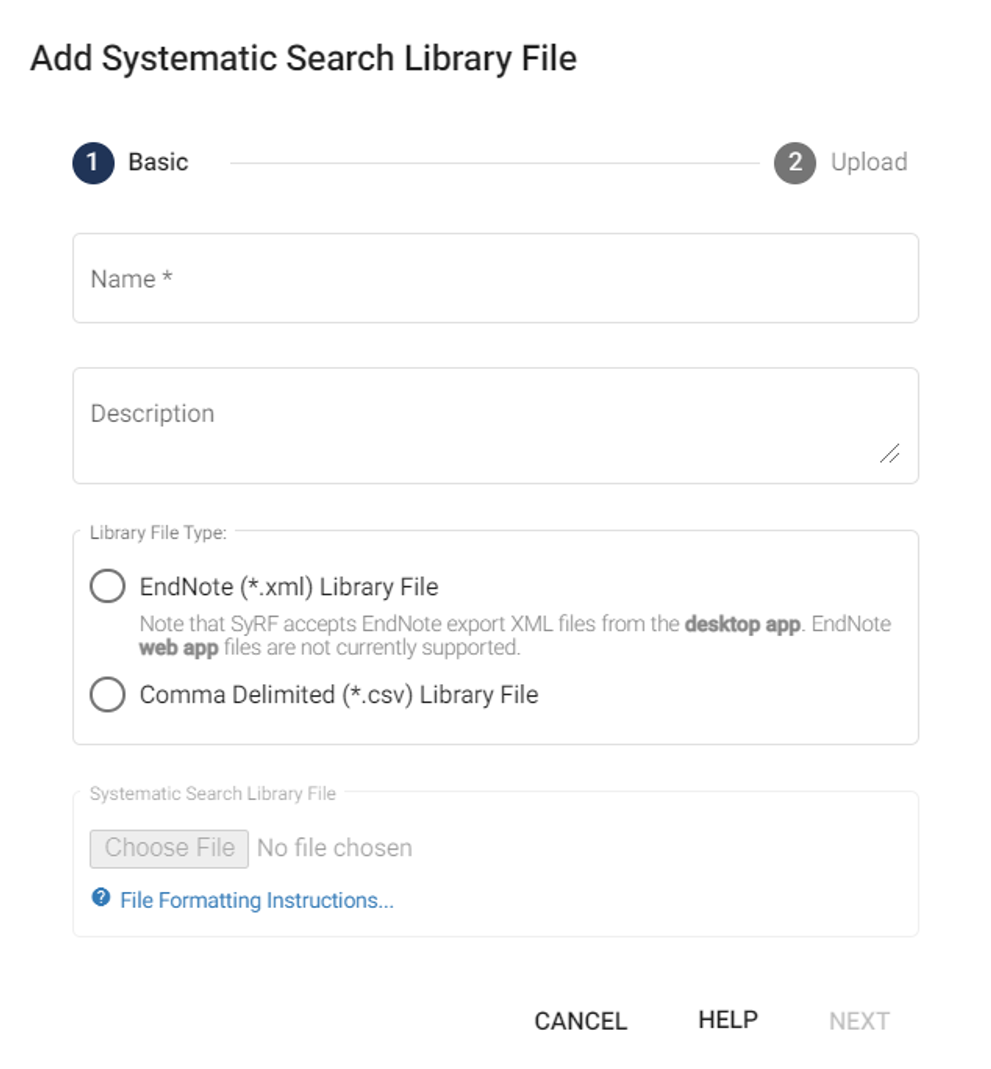 Add Systematic Search Library File
1 Basic 2 Upload
Name *
Description
Library File Type:
EndNote (*.xml) Library File
Note that SyRF accepts EndNote export XML files from the desktop app. EndNote
web app files are not currently supported.
Comma Delimited (*.csv) Library File
Systematic Search Library File
Choose File No file chosen
? File Formatting Instructions...
CANCEL HELP NEXT